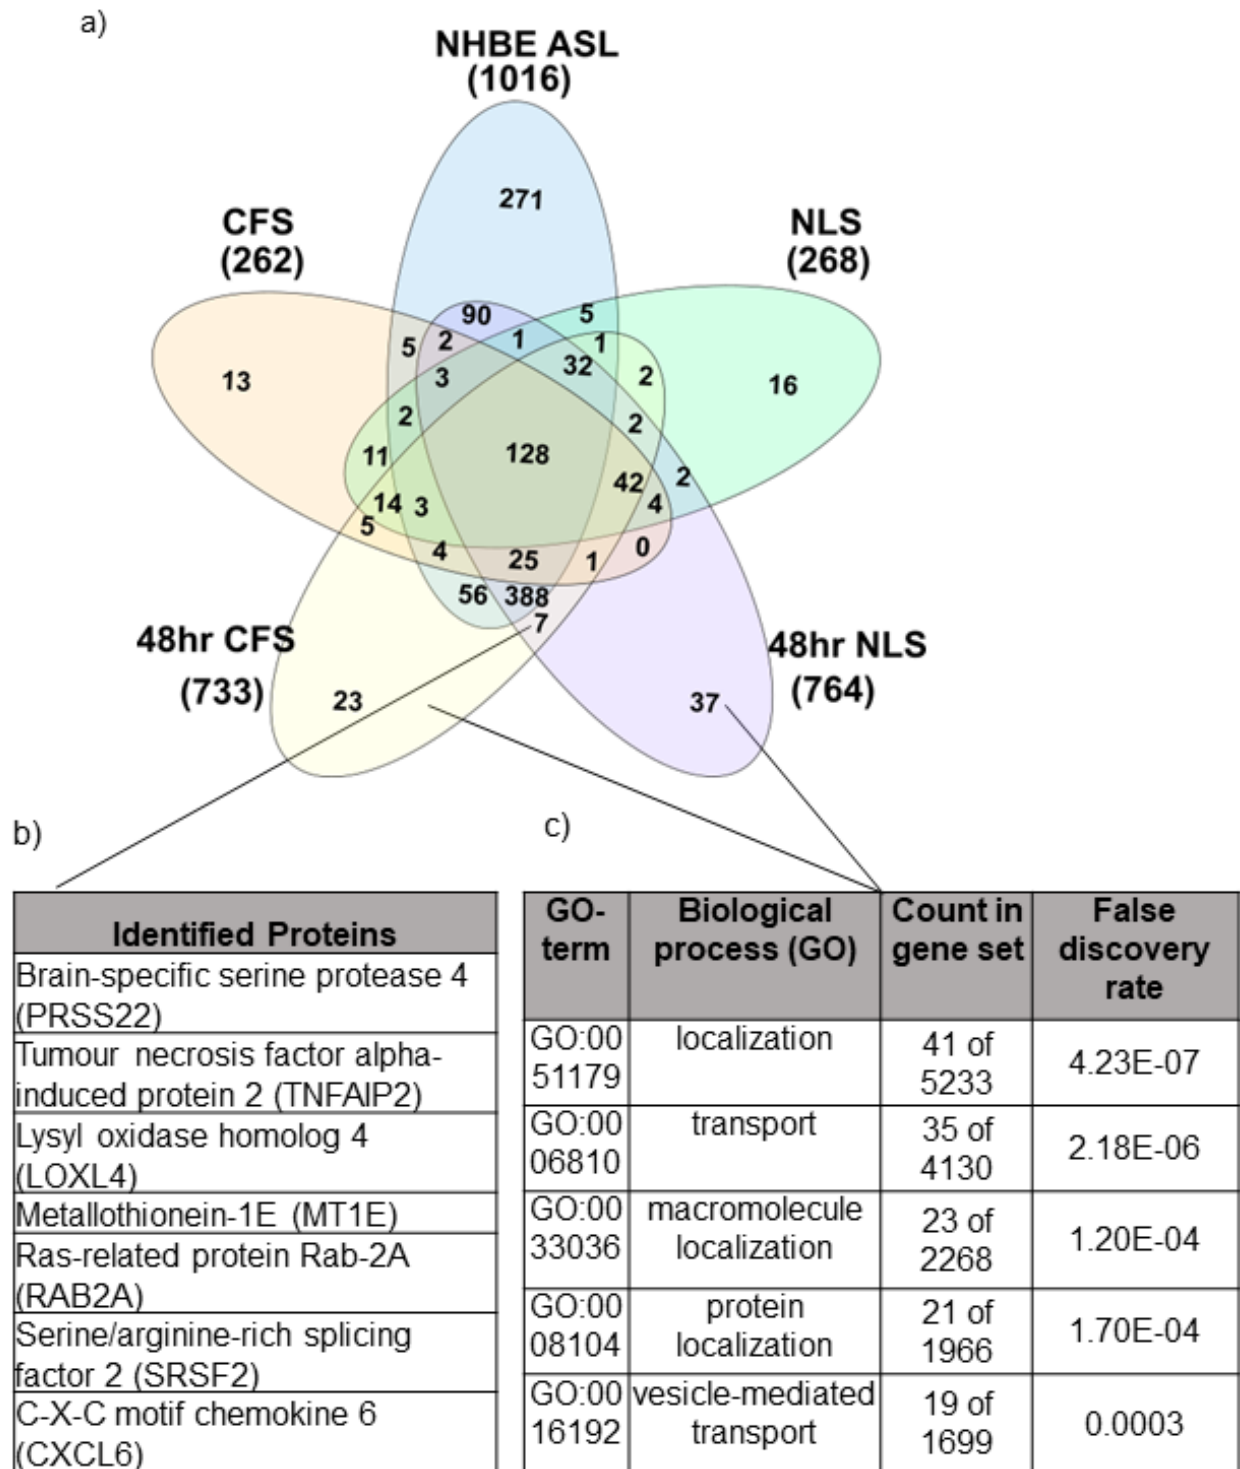 a)
NHBE ASL
(1016)
CFS
(262)
NLS
(268)
271
90
5
5
2
1
1
13
3
32
2
16
2
2
11
128
42
2
14
3
4
5
4
25
1
0
56
388
7
48hr CFS
(733)
48hr NLS
(764)
23
37
b)
Identified Proteins
Brain-specific serine protease 4
(PRSS22)
Tumour necrosis factor alpha-
induced protein 2 (TNFAIP2)
Lysyl oxidase homolog 4
(LOXL4)
Metallothionein-1E (MT1E)
Ras-related protein Rab-2A
(RAB2A)
Serine/arginine-rich splicing
factor 2 (SRSF2)
C-X-C motif chemokine 6
(CXCL6)
c)
GO-
term
Biological
process (GO)
Count in
gene set
False
discovery
rate
GO:00
51179
localization
41 of
5233
4.23E-07
GO:00
06810
transport
35 of
4130
2.18E-06
GO:00
33036
macromolecule
localization
23 of
2268
1.20E-04
GO:00
08104
protein
localization
21 of
1966
1.70E-04
GO:00
16192
vesicle-mediated
transport
19 of
1699
0.0003